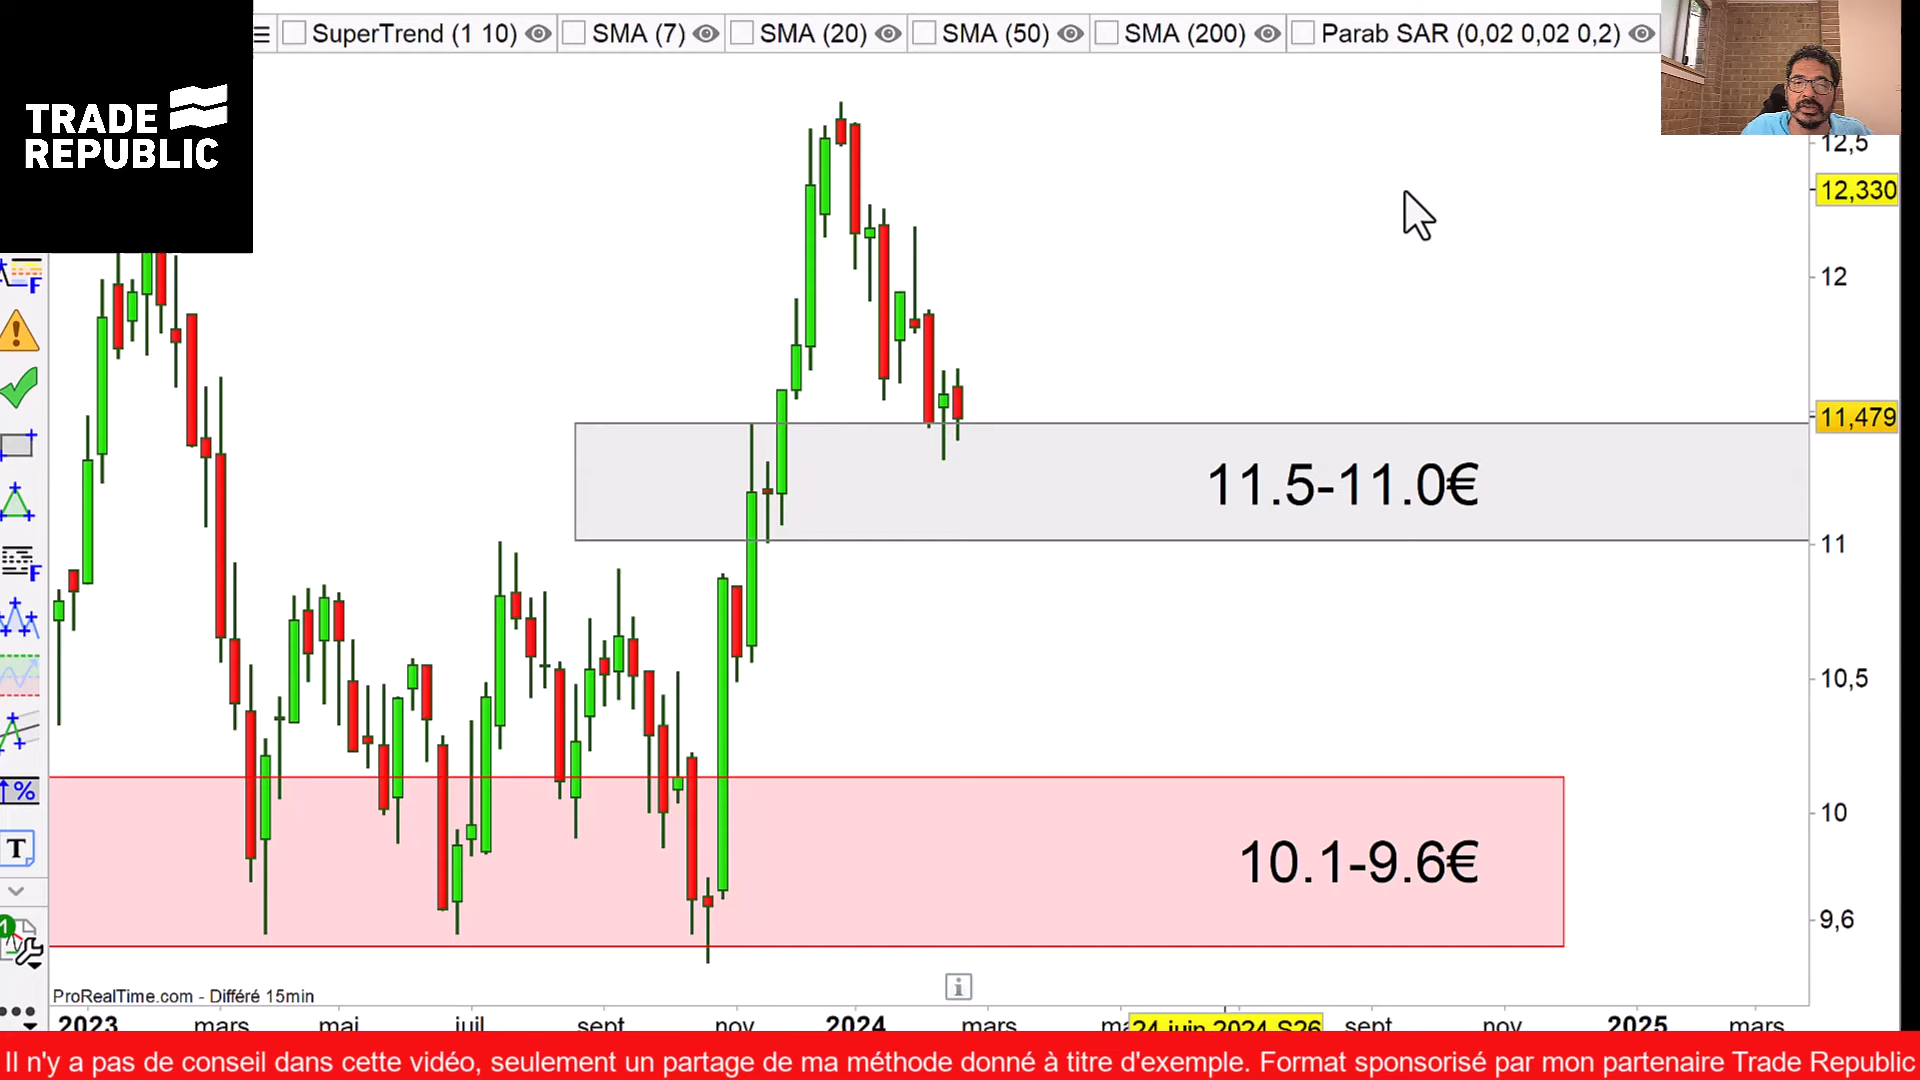 SuperTrend (1 10) SMA (7) SMA (20) SMA (50) SMA (200) Parab SAR (0,02 0,02 0,2)
TRADE
REPUBLIC
12,5
12,330
12
11,479
11.5-11.0€
11
10,5
10
10.1-9.6€
9,6
F
F
%
T
1
ProRealTime.com - Différé 15min
2023 mars mai juil sept nov 2024 mars 24 juin 2024 S26 sept nov 2025 mars
Il n'y a pas de conseil dans cette vidéo, seulement un partage de ma méthode donné à titre d'exemple. Format sponsorisé par mon partenaire Trade Republic